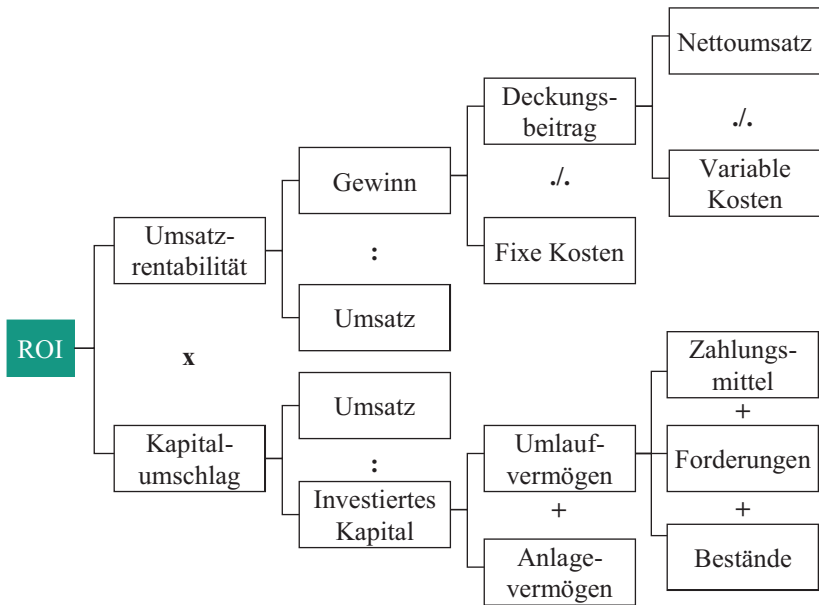 Nettoumsatz
Deckungs-
beitrag
./.
Variable
Kosten
Gewinn
./.
Umsatz-
rentabilität
:
Fixe Kosten
Umsatz
ROI
x
Zahlungs-
mittel
+
Umsatz
Kapital-
umschlag
:
Umlauf-
vermögen
Forderungen
Investiertes
Kapital
+
+
Anlage-
vermögen
Bestände